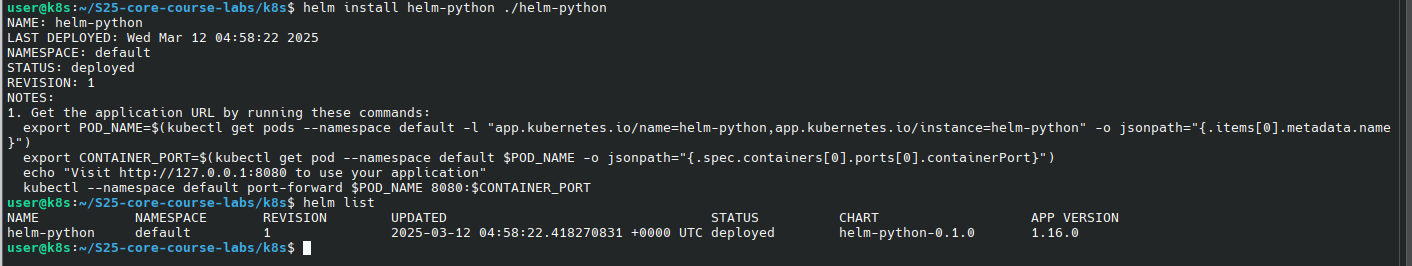 user@k8s:~/S25-core-course-labs/k8s$ helm install helm-python ./helm-python
NAME: helm-python
LAST DEPLOYED: Wed Mar 12 04:58:22 2025
NAMESPACE: default
STATUS: deployed
REVISION: 1
NOTES:
1. Get the application URL by running these commands:
  export POD_NAME=$(kubectl get pods --namespace default -l "app.kubernetes.io/name=helm-python,app.kubernetes.io/instance=helm-python" -o jsonpath="{.items[0].metadata.name
}")
  export CONTAINER_PORT=$(kubectl get pod --namespace default $POD_NAME -o jsonpath="{.spec.containers[0].ports[0].containerPort}")
  echo "Visit http://127.0.0.1:8080 to use your application"
  kubectl --namespace default port-forward $POD_NAME 8080:$CONTAINER_PORT
user@k8s:~/S25-core-course-labs/k8s$ helm list
NAME            NAMESPACE       REVISION        UPDATED                                 STATUS          CHART                   APP VERSION
helm-python     default         1               2025-03-12 04:58:22.418270831 +0000 UTC deployed        helm-python-0.1.0       1.16.0
user@k8s:~/S25-core-course-labs/k8s$